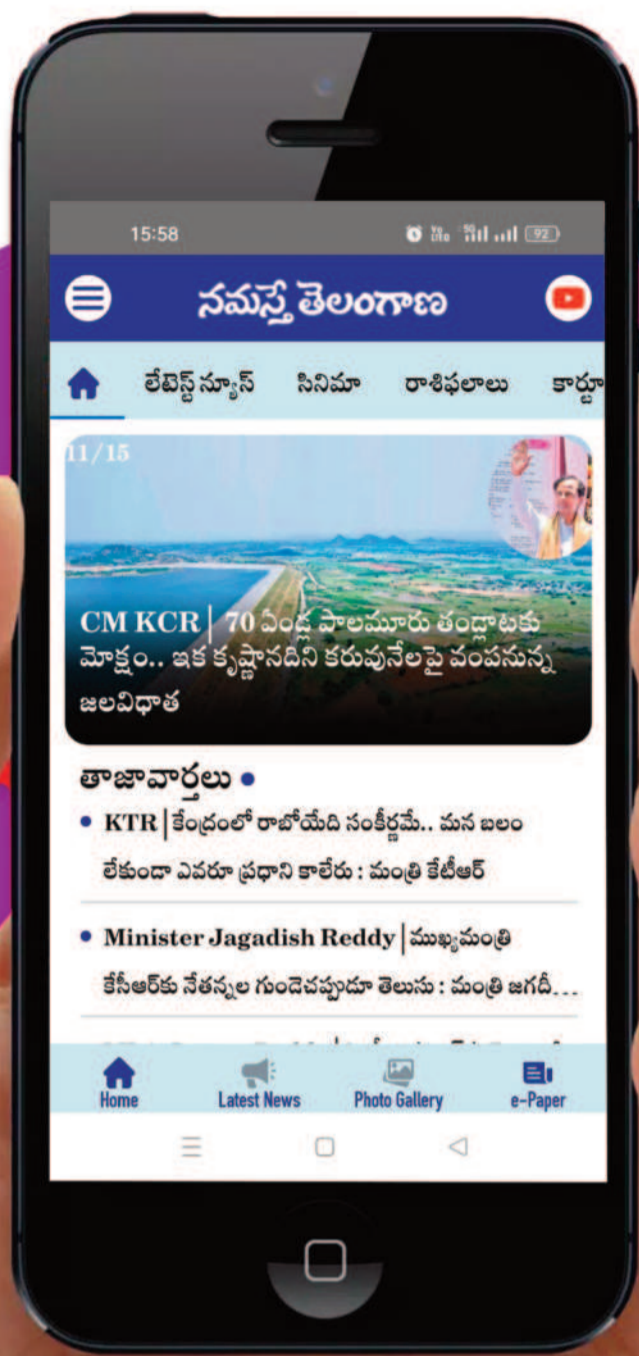 15:58
92
నమస్తే తెలంగాణ
లేటెస్ట్ న్యూస్ సినిమా రాశిఫలాలు కార్టూ
11/15
CM KCR | 70 ఏండ్ల పాలమూరు తండ్లాటకు
మోక్షం.. ఇక కృష్ణానదిని కరువునేలపై వంపనున్న
జలవిధాత
తాజావార్తలు
• KTR | కేంద్రంలో రాబోయేది సంకీర్ణమే.. మన బలం
లేకుండా ఎవరూ ప్రధాని కాలేరు : మంత్రి కేటీఆర్
• Minister Jagadish Reddy | ముఖ్యమంత్రి
కేసీఆర్‌కు నేతన్నల గుండెచప్పుడూ తెలుసు : మంత్రి జగదీ...
Home Latest News Photo Gallery e-Paper